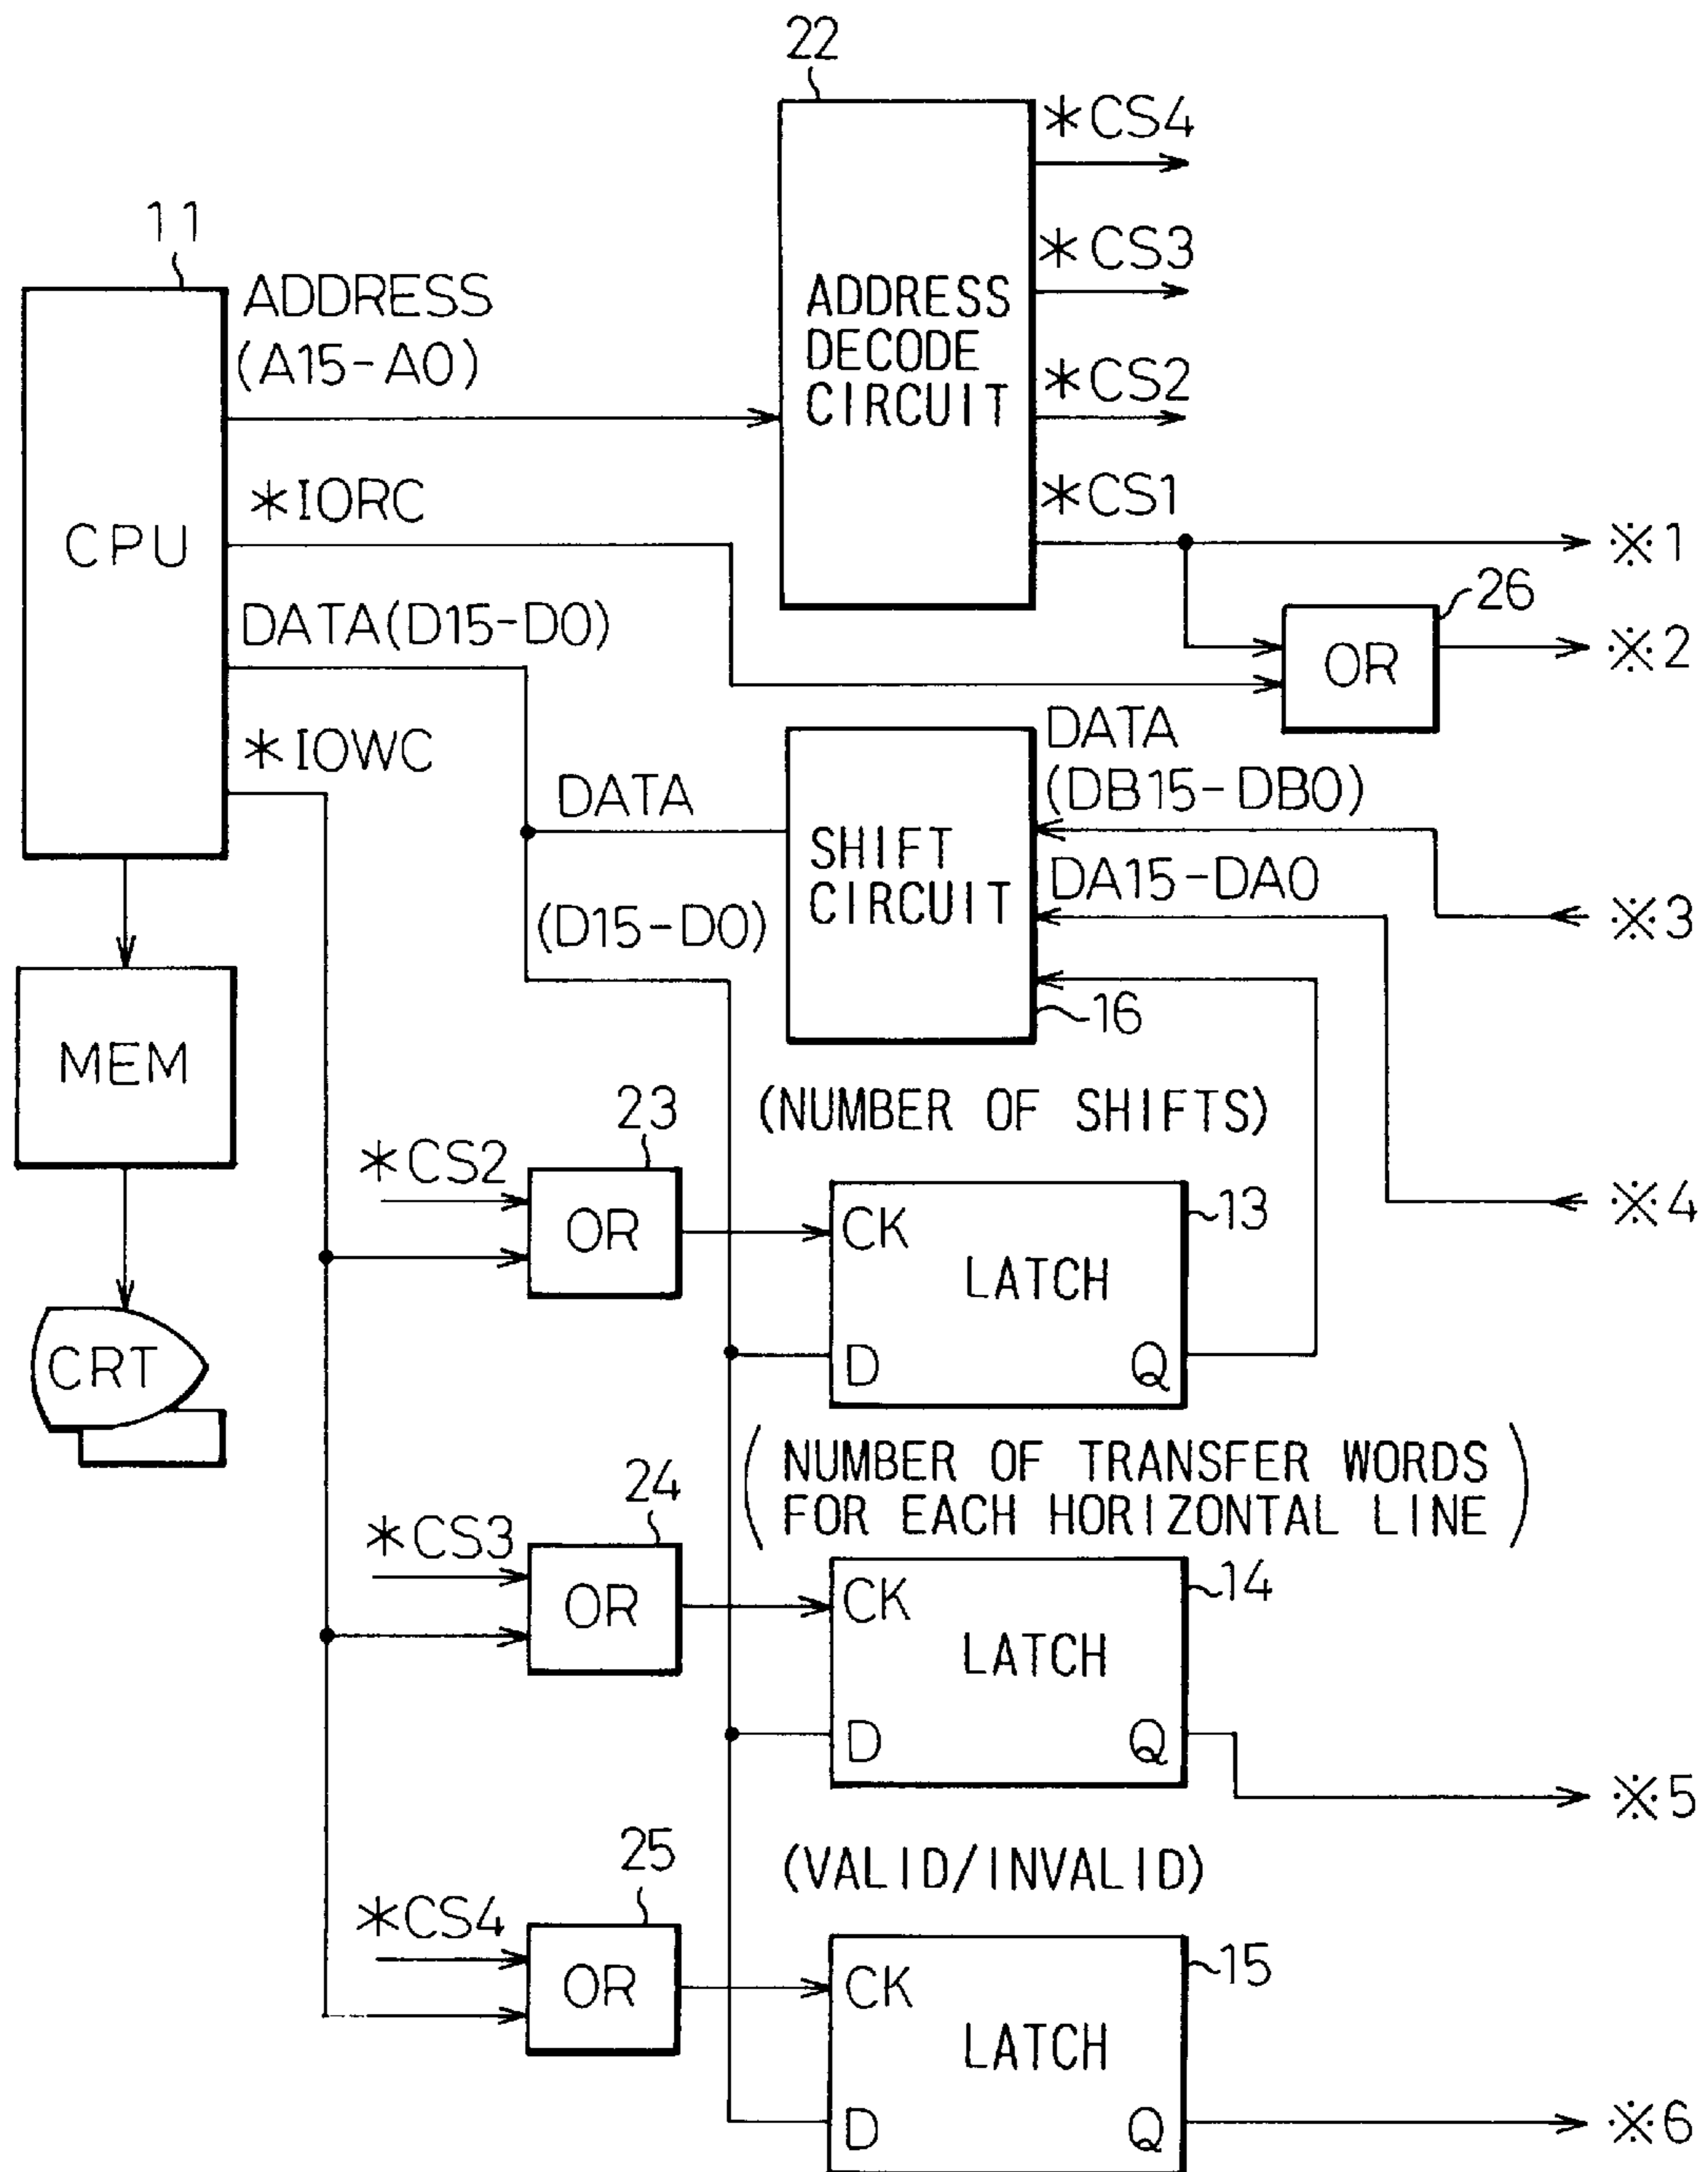 22
*CS4
11
*CS3
ADDRESS
(A15-A0)
ADDRESS
DECODE
CIRCUIT
*CS2
*IORC
*CS1
CPU
※1
DATA(D15-D0)
26
OR
※2
*IOWC
DATA
DATA
(DB15-DB0)
SHIFT
CIRCUIT
DA15-DA0
(D15-D0)
※3
16
MEM
23
(NUMBER OF SHIFTS)
*CS2
OR
CK
13
※4
LATCH
CRT
D
Q
(NUMBER OF TRANSFER WORDS
FOR EACH HORIZONTAL LINE)
24
*CS3
OR
CK
14
LATCH
D
Q
※5
25
(VALID/INVALID)
*CS4
OR
CK
15
LATCH
D
Q
※6